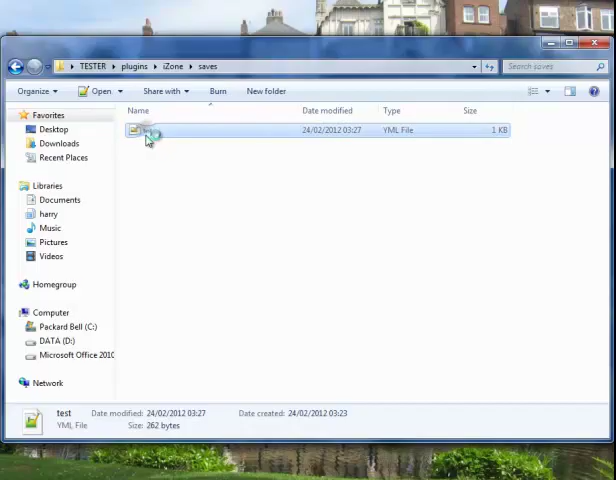 TESTER plugins iZone saves
Search saves
Organize Open Share with Burn New folder
Name Date modified Type Size
24/02/2012 03:27 YML File 1 KB
Favorites
Desktop
Downloads
Recent Places
Libraries
Documents
harry
Music
Pictures
Videos
Homegroup
Computer
Packard Bell (C:)
DATA (D:)
Microsoft Office 2010
Network
test Date modified: 24/02/2012 03:27 Date created: 24/02/2012 03:23
YML File Size: 262 bytes